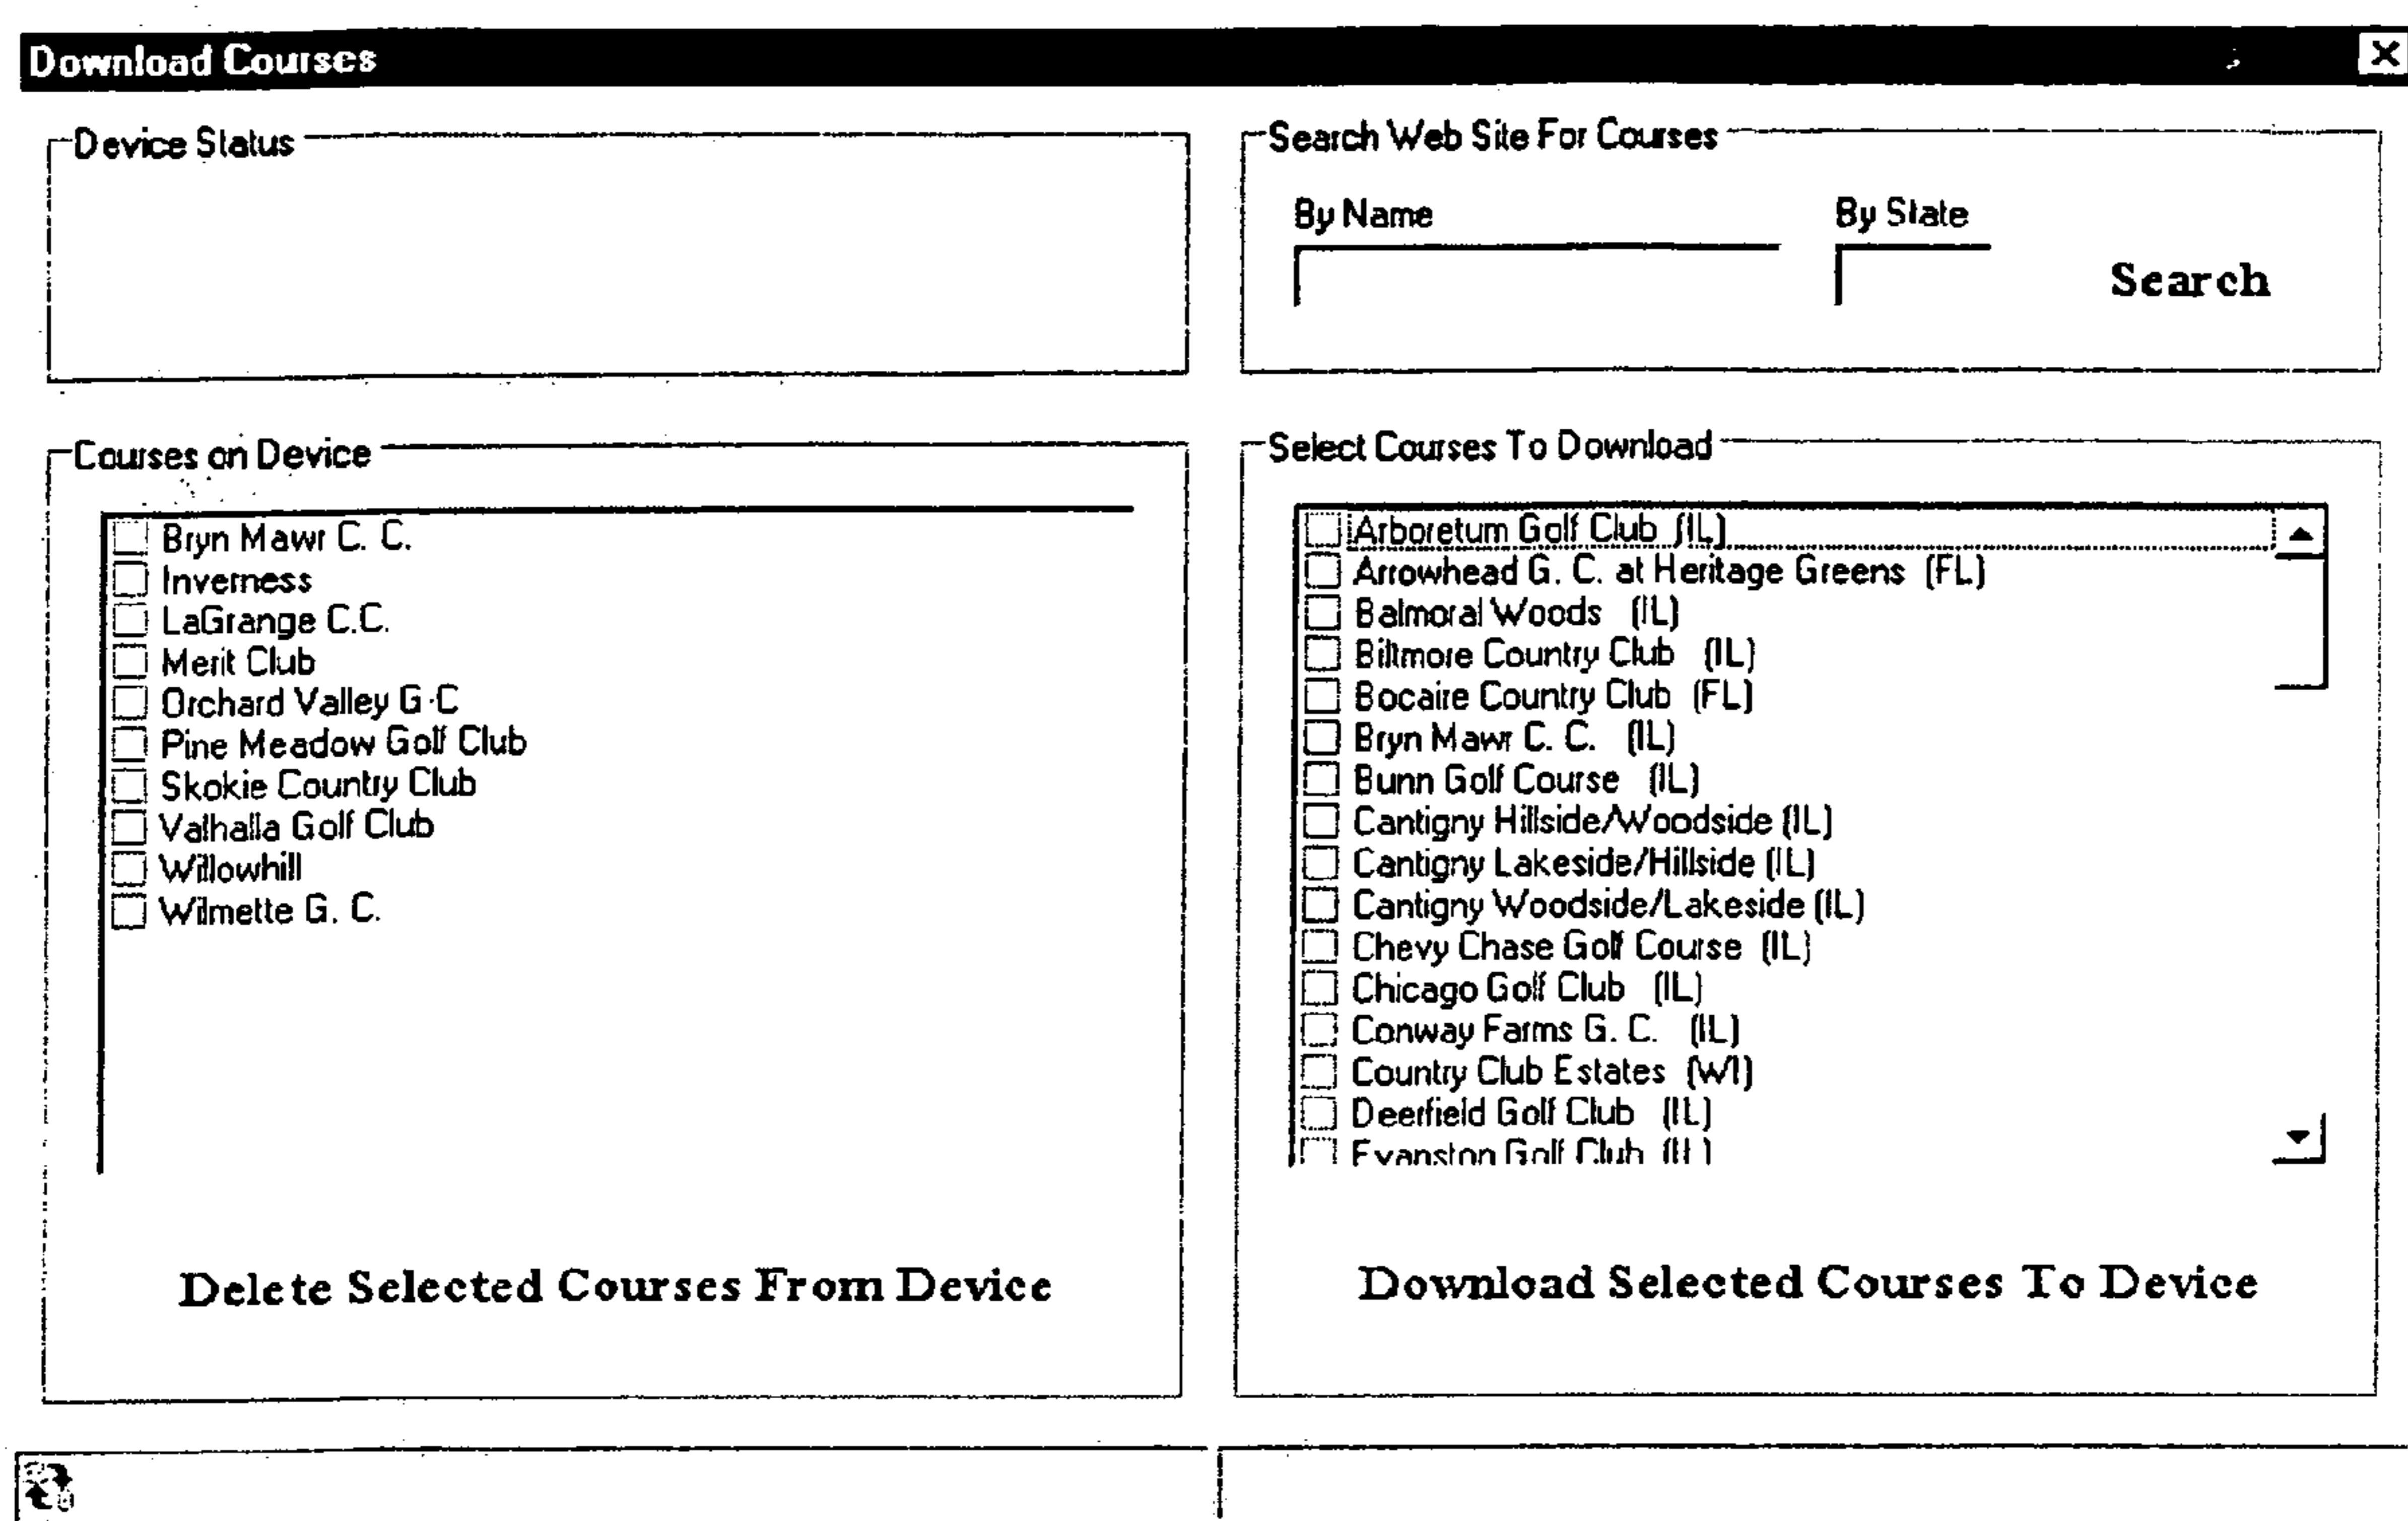 Download Courses
Device Status
Search Web Site For Courses
By Name
By State
Search
Courses on Device
Bryn Mawr C. C.
Inverness
LaGrange C.C.
Merit Club
Orchard Valley G C
Pine Meadow Golf Club
Skokie Country Club
Valhalla Golf Club
Willowhill
Wilmette G. C.
Delete Selected Courses From Device
Select Courses To Download
Arboretum Golf Club (IL)
Arrowhead G. C. at Heritage Greens (FL)
Balmoral Woods (IL)
Biltmore Country Club (IL)
Bocaire Country Club (FL)
Bryn Mawr C. C. (IL)
Bunn Golf Course (IL)
Cantigny Hillside/Woodside (IL)
Cantigny Lakeside/Hillside (IL)
Cantigny Woodside/Lakeside (IL)
Chevy Chase Golf Course (IL)
Chicago Golf Club (IL)
Conway Farms G. C. (IL)
Country Club Estates (WI)
Deerfield Golf Club (IL)
Evanston Golf Club (IL)
Download Selected Courses To Device